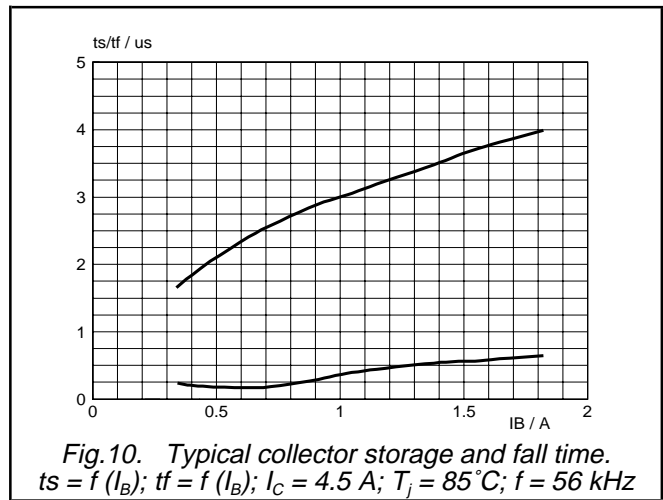 ts/tf / us
5
4
3
2
1
0
0 0.5 1 1.5 2
IB / A
Fig.10. Typical collector storage and fall time.
ts = f (IB); tf = f (IB); IC = 4.5 A; Tj = 85˚C; f = 56 kHz